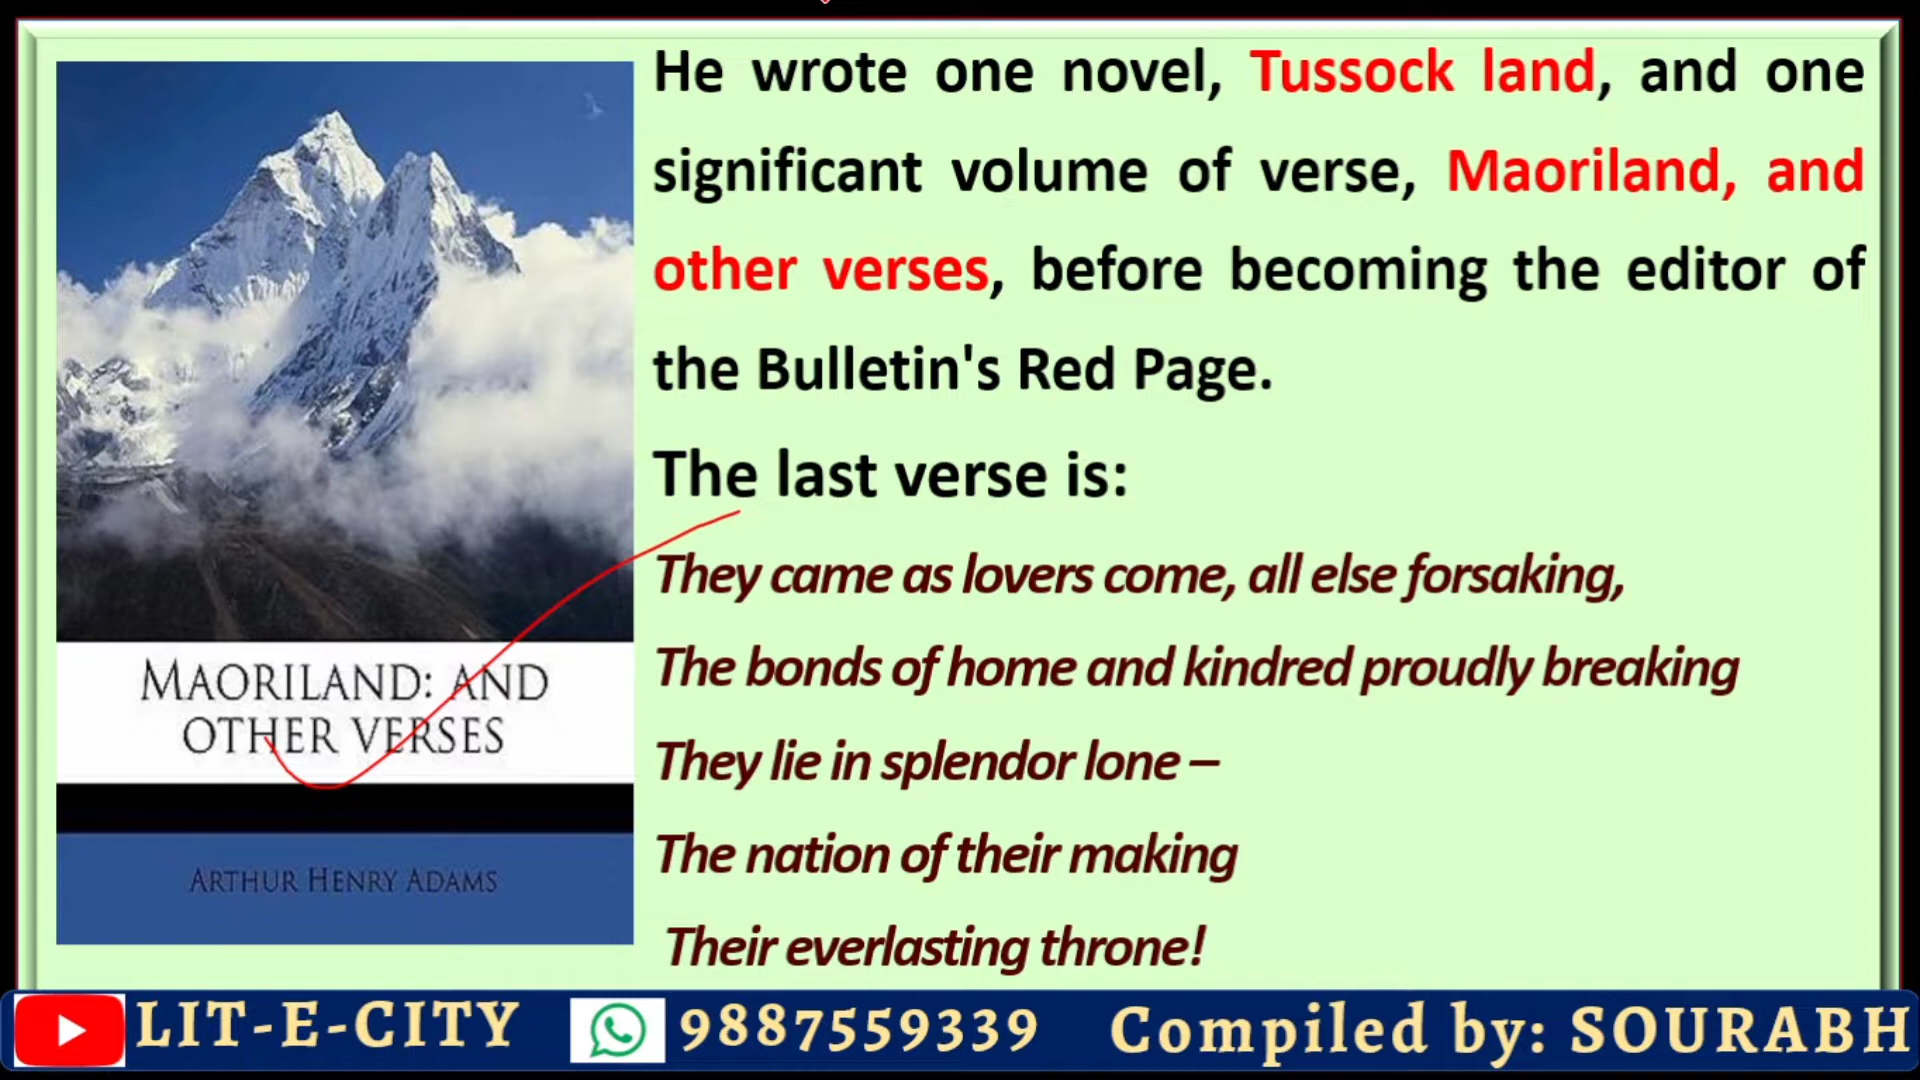 He wrote one novel, Tussock land, and one
significant volume of verse, Maoriland, and
other verses, before becoming the editor of
the Bulletin's Red Page.
The last verse is:
They came as lovers come, all else forsaking,
The bonds of home and kindred proudly breaking
They lie in splendor lone –
The nation of their making
Their everlasting throne!
MAORILAND: AND
OTHER VERSES
ARTHUR HENRY ADAMS
LIT-E-CITY 9887559339 Compiled by: SOURABH